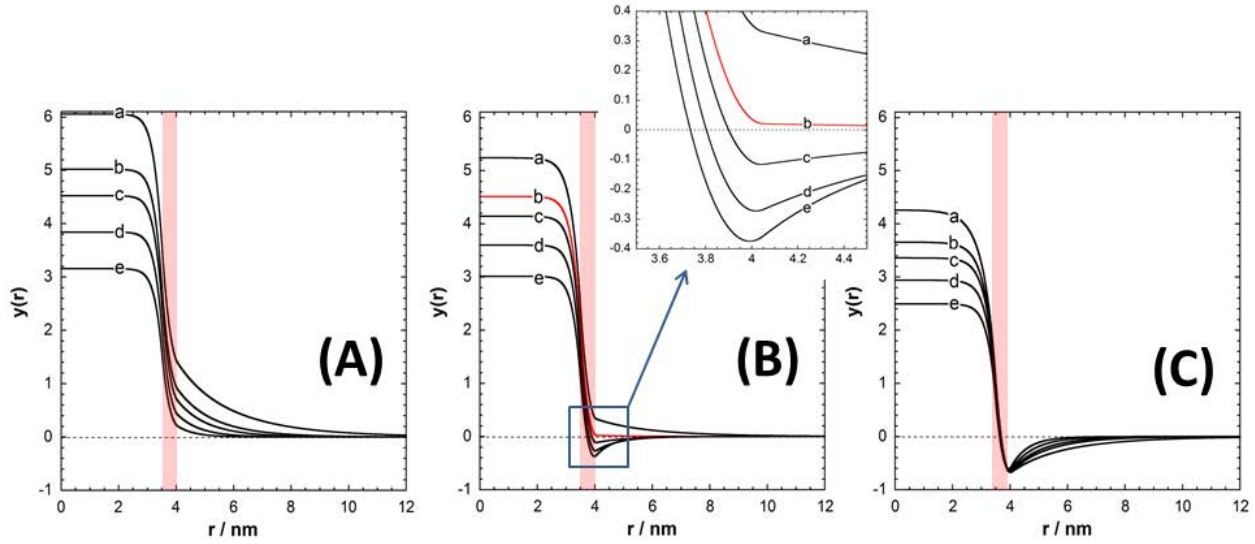 0.4
0.3
0.2
0.1
0
-0.1
-0.2
-0.3
-0.4
a
b
c
d
e
3.6 3.8 4 4.2 4.4
6
5
4
3
2
1
0
-1
y(r)
a
b
c
d
e
(A)
0 2 4 6 8 10 12
r / nm
6
5
4
3
2
1
0
-1
y(r)
a
b
c
d
e
(B)
0 2 4 6 8 10 12
r / nm
6
5
4
3
2
1
0
-1
y(r)
a
b
c
d
e
(C)
0 2 4 6 8 10 12
r / nm